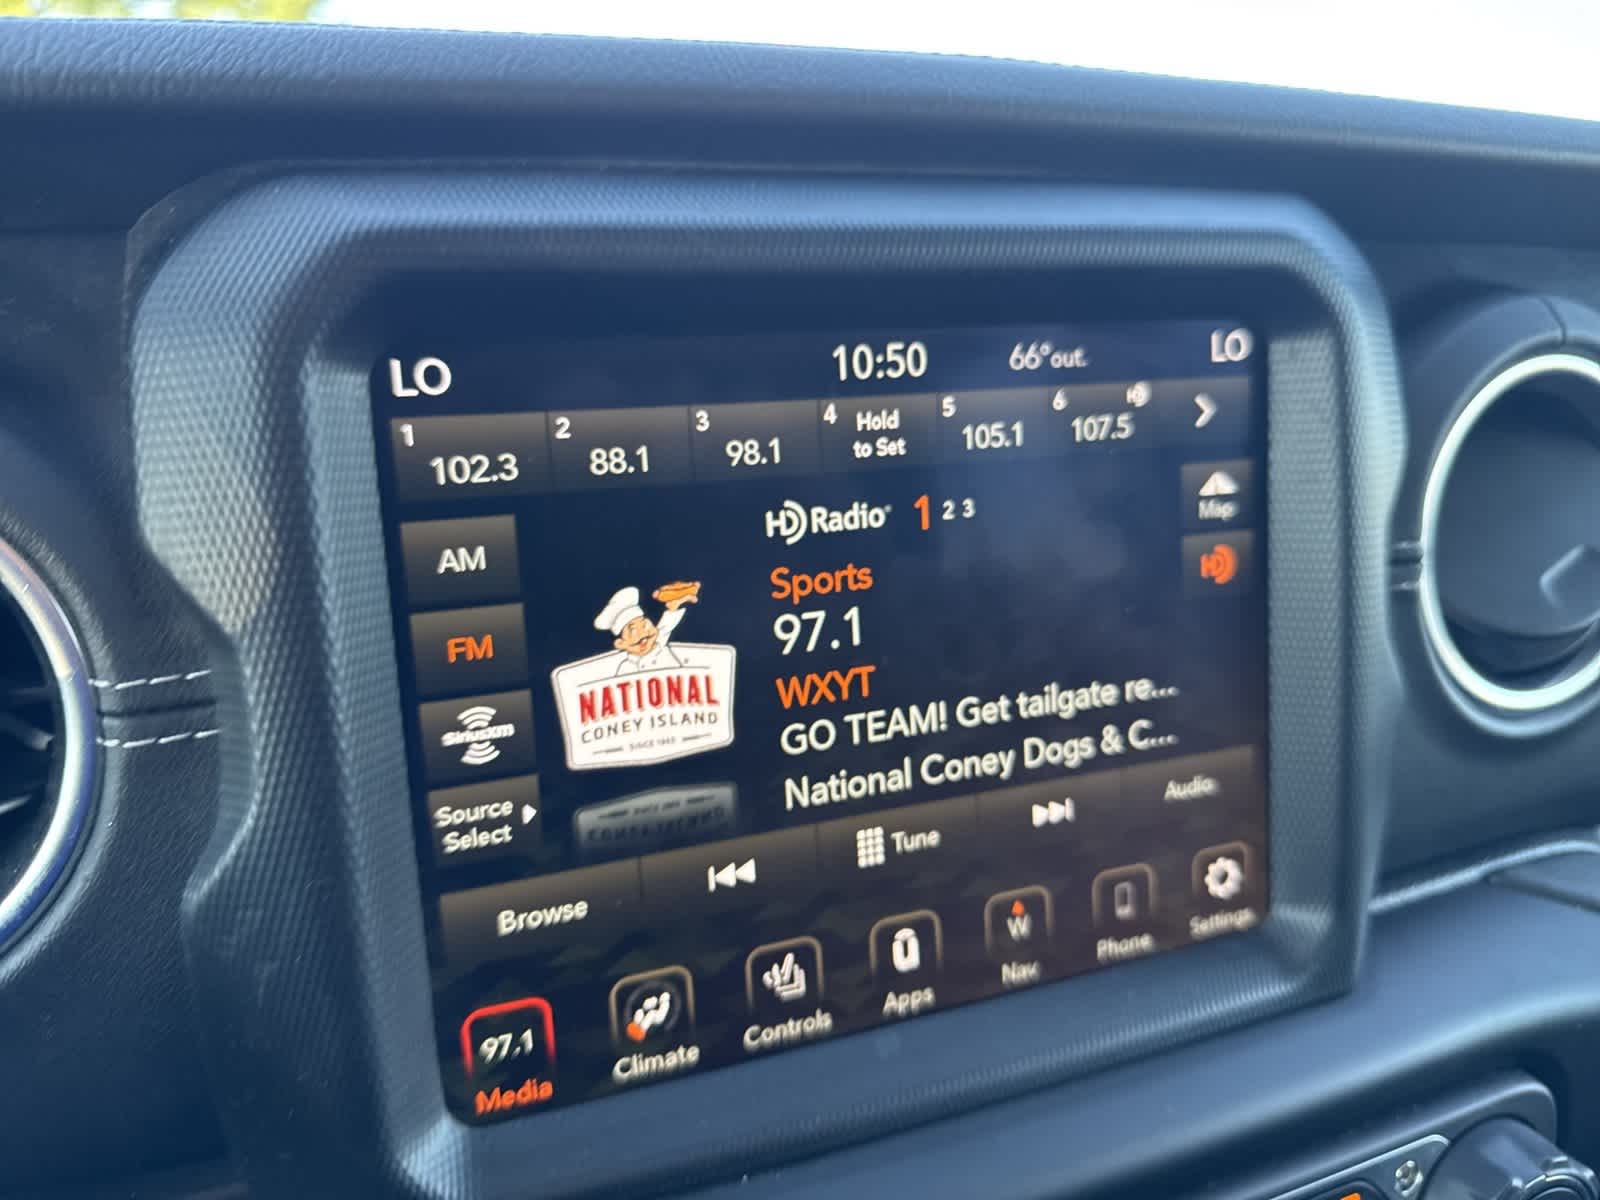 LO 10:50 66° out. LO
1 102.3
2 88.1
3 98.1
4 Hold to Set
5 105.1
6 107.5
HD Radio 1 2 3
Map
AM
FM
SiriusXM
Source
Select
NATIONAL
CONEY ISLAND
SINCE 1965
Sports
97.1
WXYT
GO TEAM! Get tailgate re...
National Coney Dogs & C...
Browse
Tune
Audio
97.1
Media
Climate
Controls
Apps
W
Nav
Phone
Settings